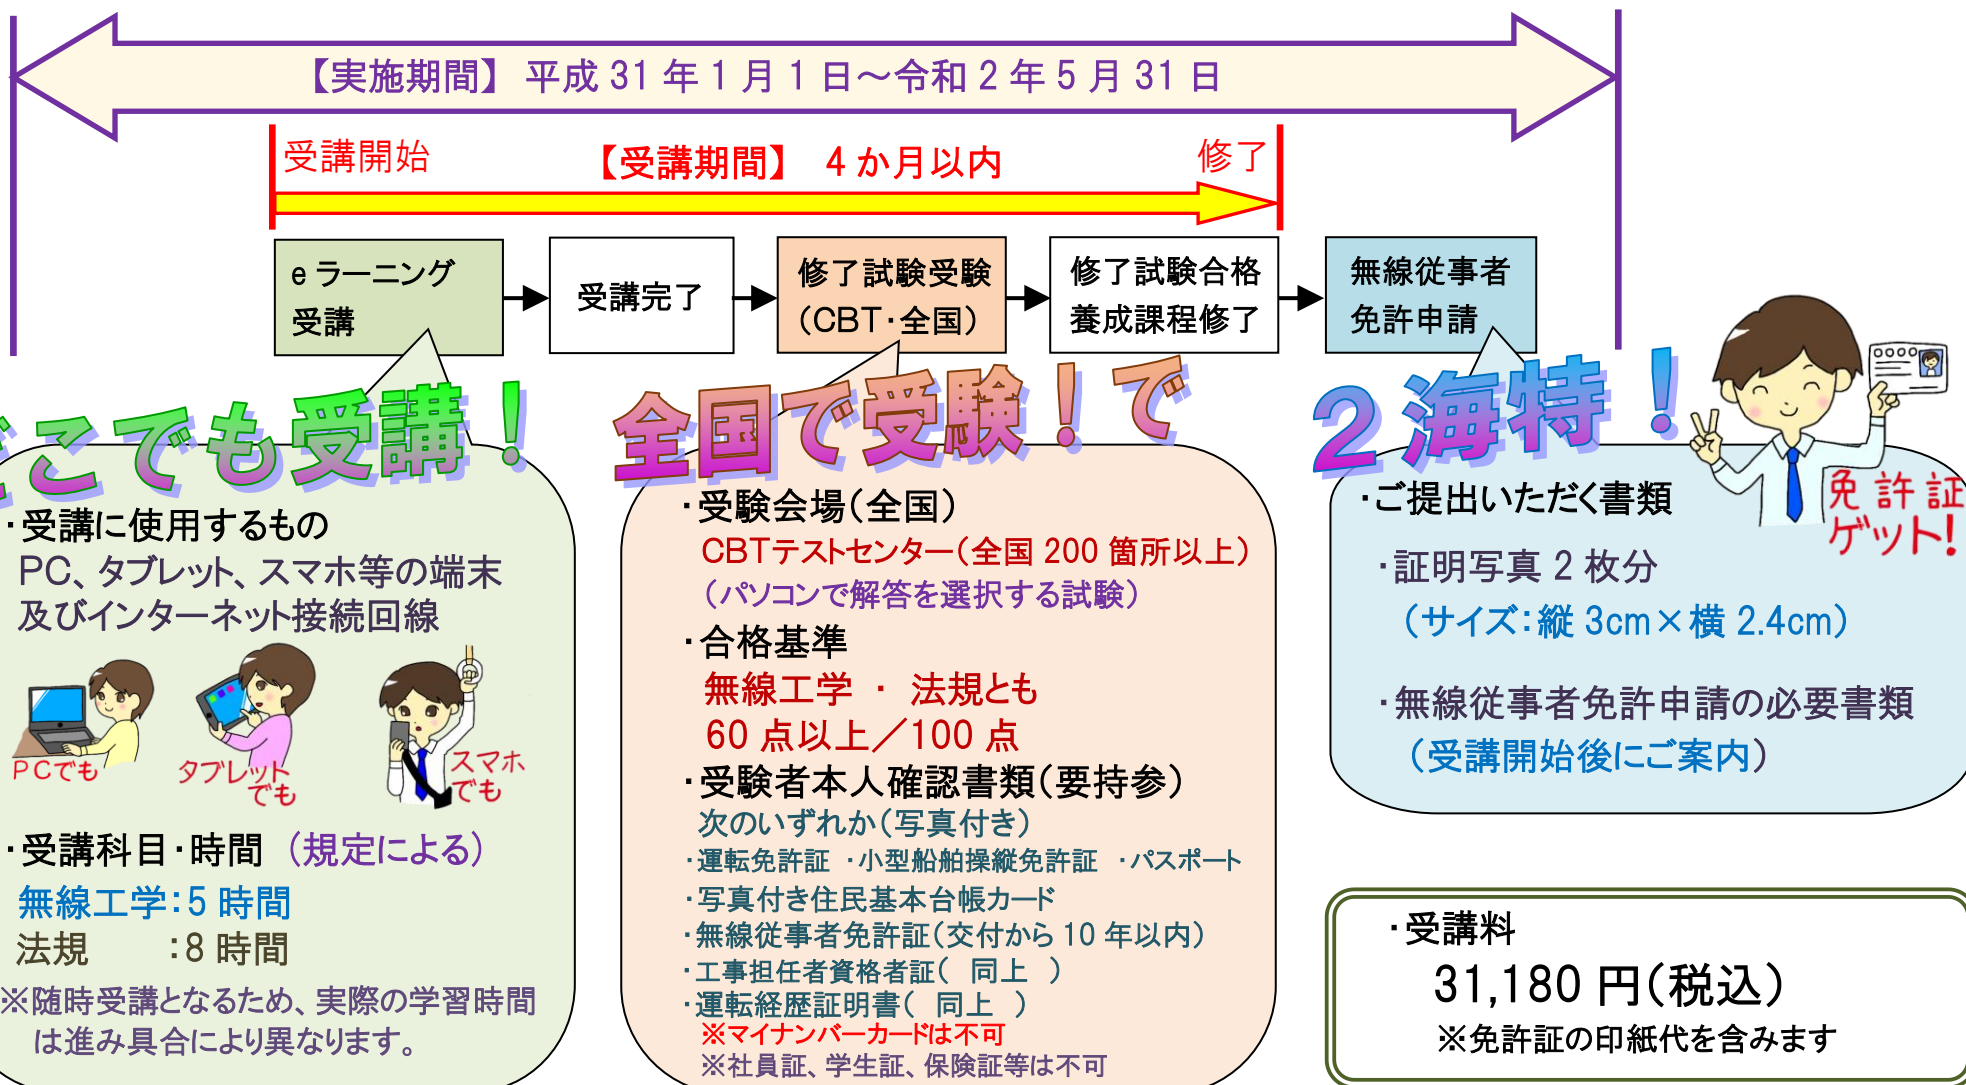 【実施期間】 平成 31 年 1 月 1 日～令和 2 年 5 月 31 日
受講開始 【受講期間】 4 か月以内 修了
e ラーニング
受講
受講完了
修了試験受験
（CBT・全国）
修了試験合格
養成課程修了
無線従事者
免許申請
どこでも受講！
・受講に使用するもの
PC、タブレット、スマホ等の端末
及びインターネット接続回線
PCでも
タブレット
でも
スマホ
でも
・受講科目・時間 （規定による）
無線工学：5 時間
法規 ：8 時間
※随時受講となるため、実際の学習時間
は進み具合により異なります。
全国で受験！で
・受験会場（全国）
CBTテストセンター（全国 200 箇所以上）
（パソコンで解答を選択する試験）
・合格基準
無線工学 ・ 法規とも
60 点以上／100 点
・受験者本人確認書類（要持参）
次のいずれか（写真付き）
・運転免許証 ・小型船舶操縦免許証 ・パスポート
・写真付き住民基本台帳カード
・無線従事者免許証（交付から 10 年以内）
・工事担任者資格者証（ 同上 ）
・運転経歴証明書（ 同上 ）
※マイナンバーカードは不可
※社員証、学生証、保険証等は不可
２海特！
免許証
ゲット！
・ご提出いただく書類
・証明写真 2 枚分
（サイズ：縦 3cm×横 2.4cm）
・無線従事者免許申請の必要書類
（受講開始後にご案内）
・受講料
31,180 円（税込）
※免許証の印紙代を含みます